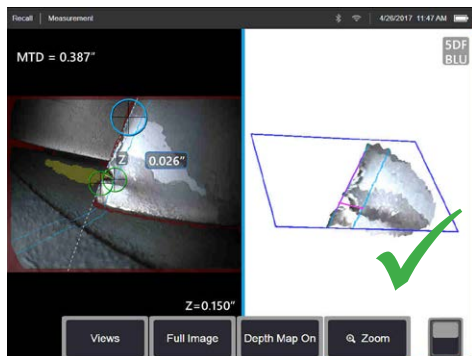 Recall Measurement 4/26/2017 11:47 AM
MTD = 0.387"
5DF
BLU
Z
0.026"
Z=0.150"
Views Full Image Depth Map On Zoom